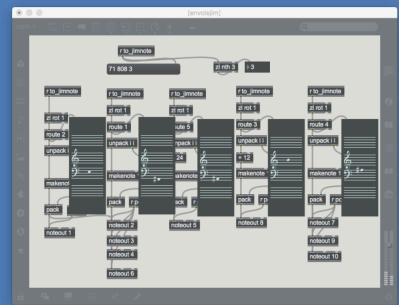 [envoiejim]
r to_jimnote
71 808 3
zl nth 3
i 3
r to_jimnote
r to_jimnote
r to_jimnote
r to_jimnote
r to_jimnote
zl rot 1
zl rot 1
zl rot 1
zl rot 1
zl rot 1
route 2
route 1
route 5
route 3
route 4
unpack i i
unpack i i
unpack i i
unpack i i
24
+ 12
makenote
makenote
makenote 1
makenote 1
pack
pack
pack
noteout 1
noteout 2
noteout 5
noteout 8
noteout 7
noteout 3
noteout 9
noteout 4
noteout 10
noteout 6